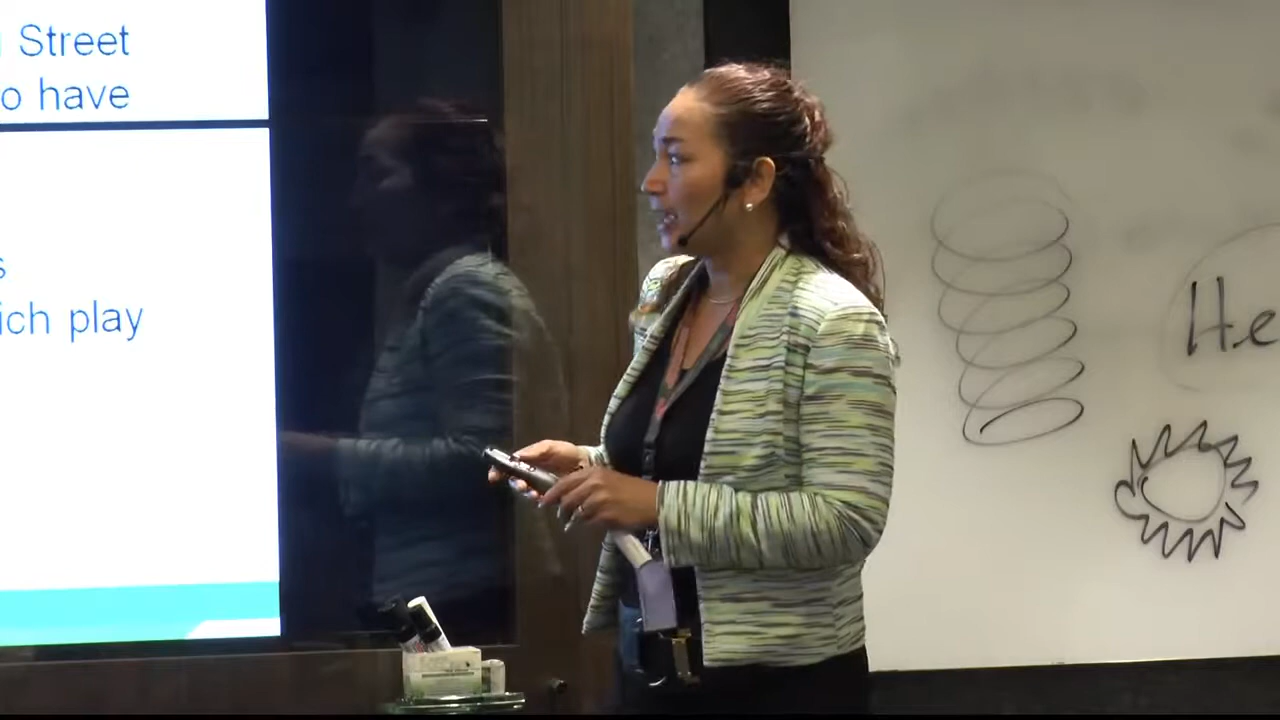 Street
o have
s
ich play
He